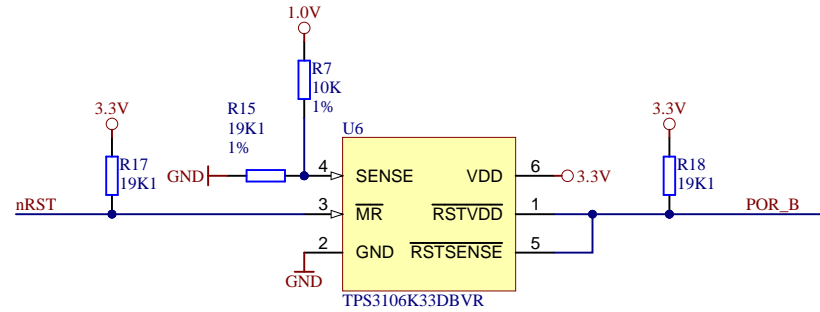 1.0V
R7
10K
1%
3.3V
R15
19K1
1%
3.3V
U6
R17
19K1
R18
19K1
GND
4
SENSE
VDD
6
3.3V
nRST
3
MR
RSTVDD
1
POR_B
2
GND
RSTSENSE
5
GND
TPS3106K33DBVR